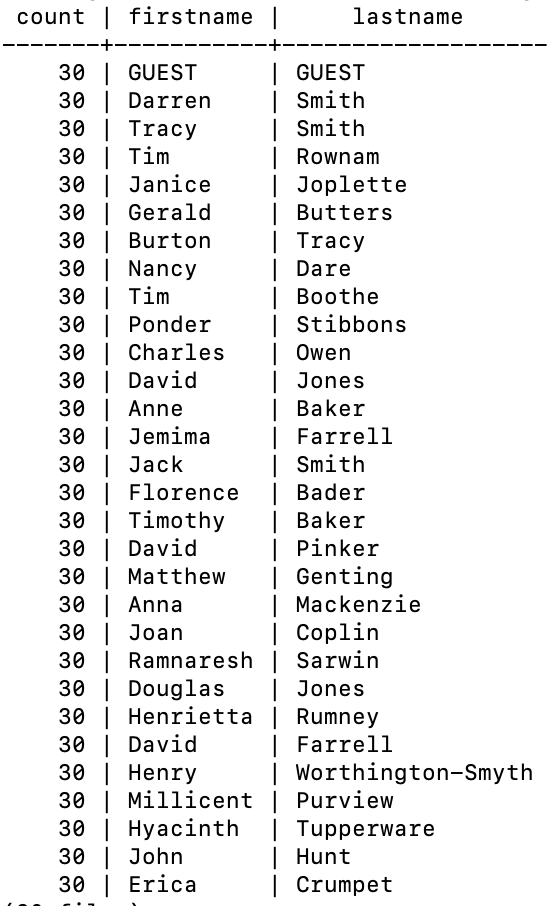 count | firstname | lastname
-------+-----------+-------------------
30 | GUEST | GUEST
30 | Darren | Smith
30 | Tracy | Smith
30 | Tim | Rownam
30 | Janice | Joplette
30 | Gerald | Butters
30 | Burton | Tracy
30 | Nancy | Dare
30 | Tim | Boothe
30 | Ponder | Stibbons
30 | Charles | Owen
30 | David | Jones
30 | Anne | Baker
30 | Jemima | Farrell
30 | Jack | Smith
30 | Florence | Bader
30 | Timothy | Baker
30 | David | Pinker
30 | Matthew | Genting
30 | Anna | Mackenzie
30 | Joan | Coplin
30 | Ramnaresh | Sarwin
30 | Douglas | Jones
30 | Henrietta | Rumney
30 | David | Farrell
30 | Henry | Worthington-Smyth
30 | Millicent | Purview
30 | Hyacinth | Tupperware
30 | John | Hunt
30 | Erica | Crumpet